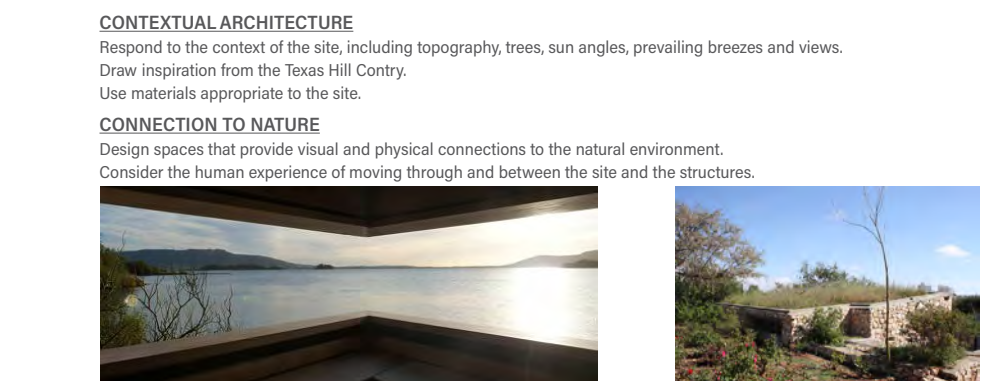 CONTEXTUAL ARCHITECTURE
Respond to the context of the site, including topography, trees, sun angles, prevailing breezes and views.
Draw inspiration from the Texas Hill Contry.
Use materials appropriate to the site.
CONNECTION TO NATURE
Design spaces that provide visual and physical connections to the natural environment.
Consider the human experience of moving through and between the site and the structures.